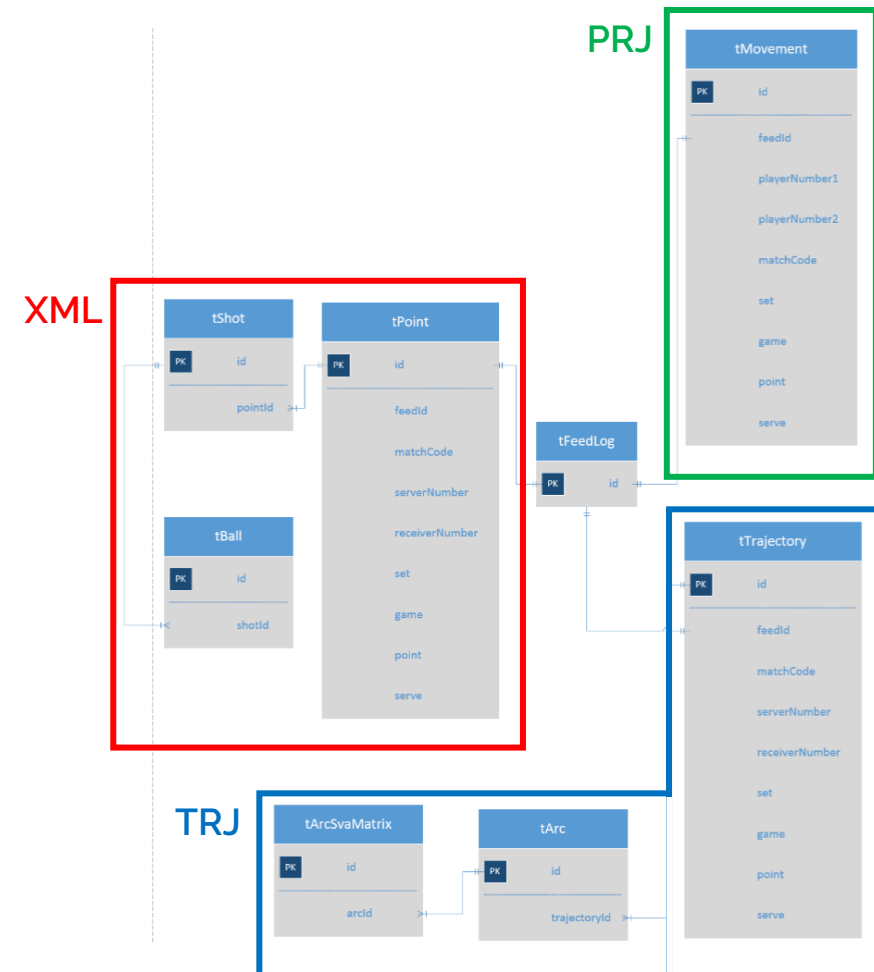 PRJ
tMovement
PK id
feedId
playerNumber1
playerNumber2
matchCode
set
game
point
serve
XML
tShot
PK id
pointId
tPoint
PK id
feedId
matchCode
serverNumber
receiverNumber
set
game
point
serve
tBall
PK id
shotId
tFeedLog
PK id
tTrajectory
PK id
feedId
matchCode
serverNumber
receiverNumber
set
game
point
serve
TRJ
tArcSvaMatrix
PK id
arcId
tArc
PK id
trajectoryId